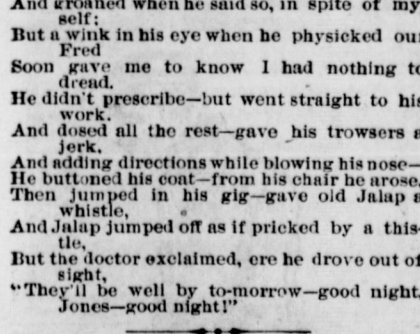 And groaned when he said so, in spite of my
self:
But a wink in his eye when he physicked our
Fred
Soon gave me to know I had nothing to
dread.
He didn't prescribe—but went straight to his
work.
And dosed all the rest—gave his trowsers a
jerk.
And adding directions while blowing his nose—
He buttoned his coat—from his chair he arose.
Then jumped in his gig—gave old Jalap a
whistle,
And Jalap jumped off as if pricked by a this-
tle,
But the doctor exclaimed, ere he drove out of
sight,
"They'll be well by to-morrow—good night,
Jones—good night!"